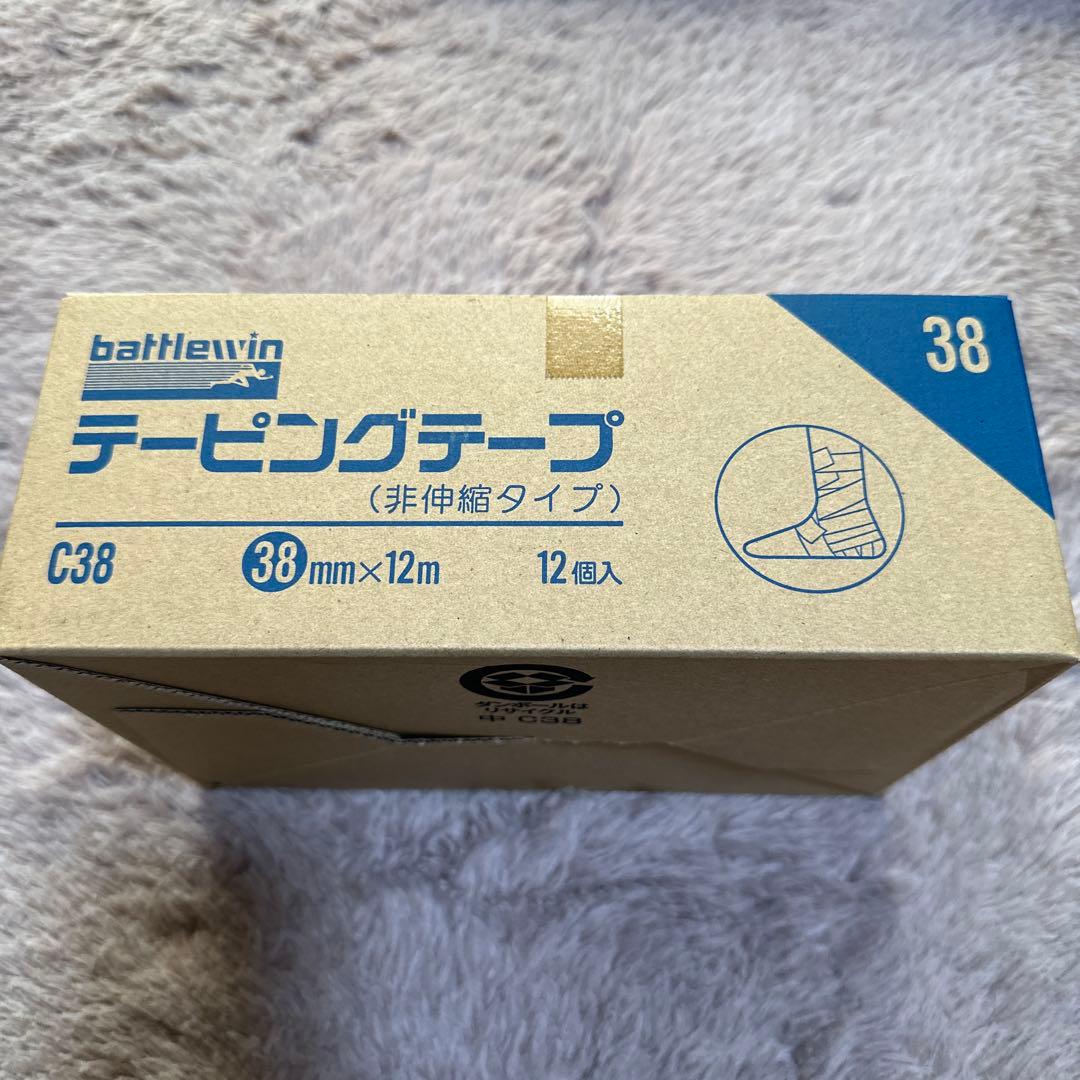 battlewin
38
テーピングテープ
(非伸縮タイプ)
C38 38mm×12m 12個入
ダンボールは
リサイクル
中 C38